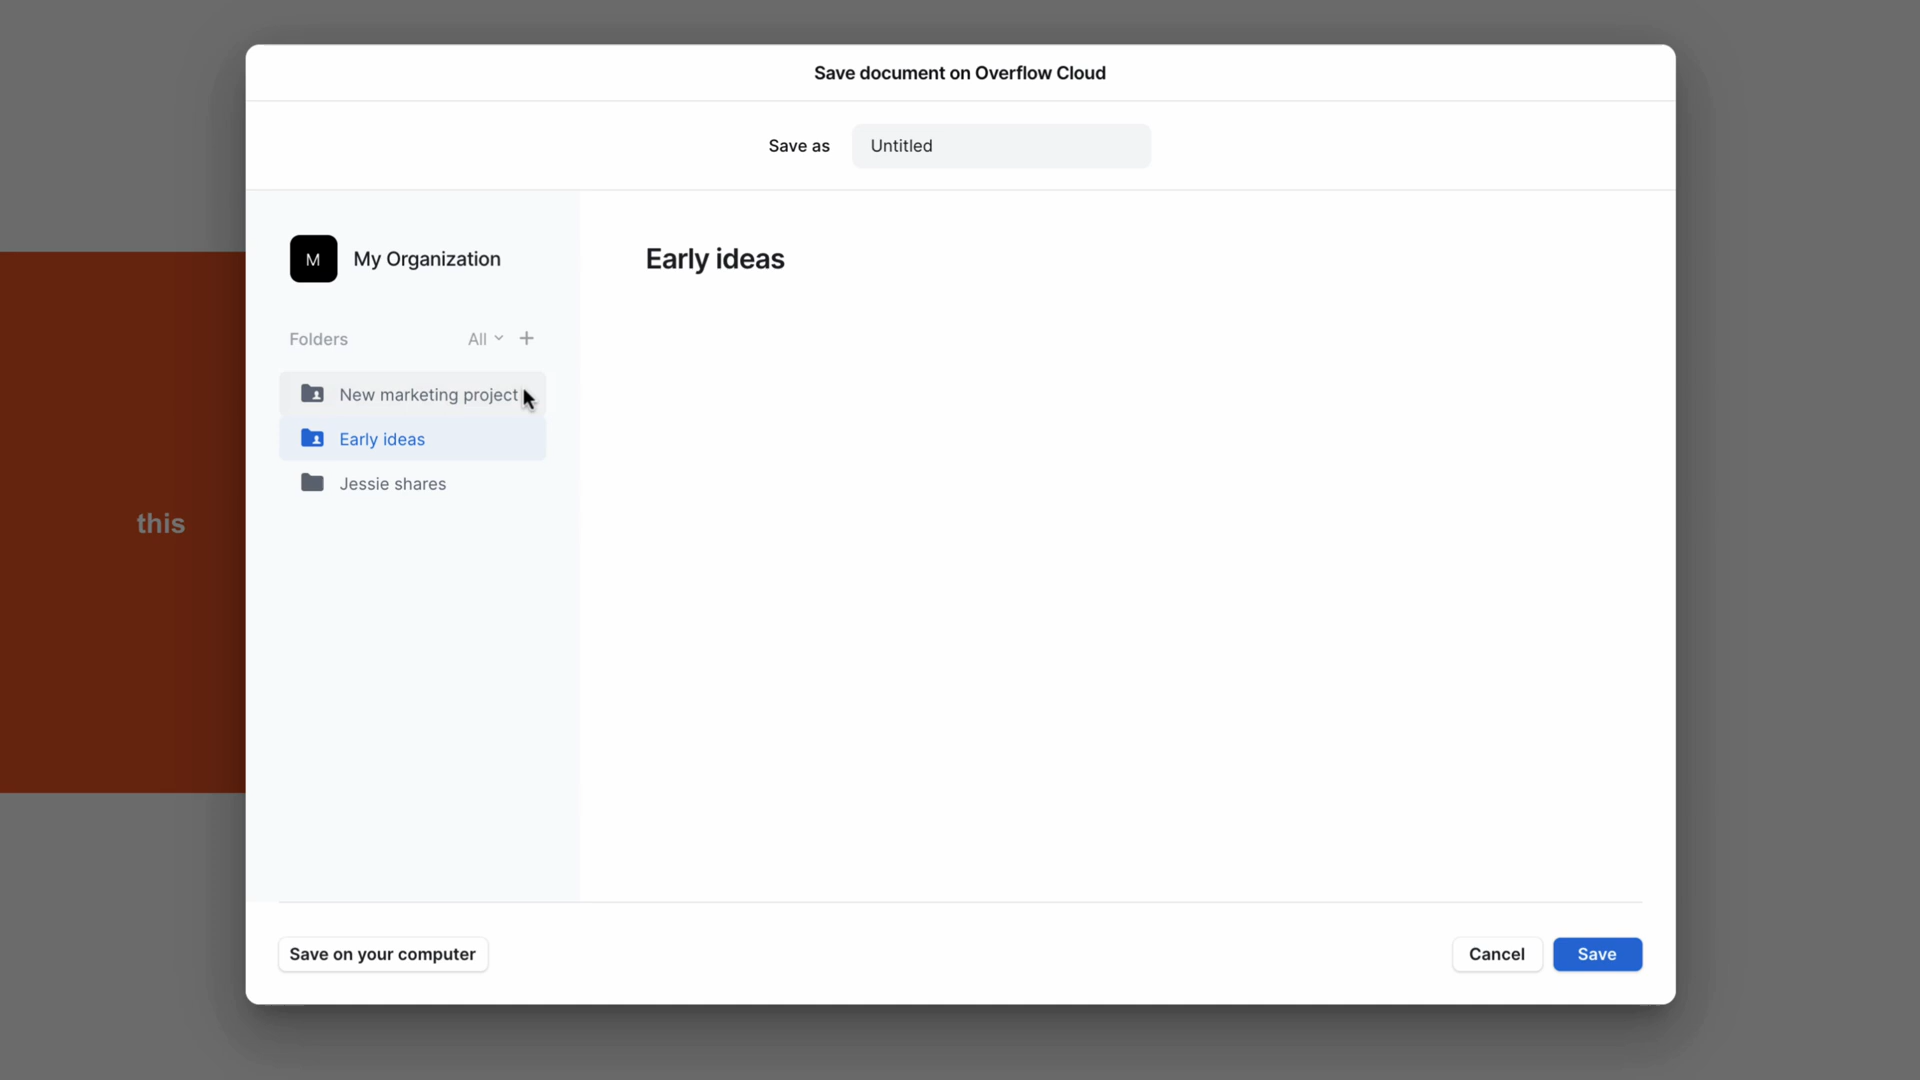 Save document on Overflow Cloud
Save as
Untitled
M
My Organization
Early ideas
Folders
All
New marketing project
Early ideas
Jessie shares
this
Save on your computer
Cancel
Save